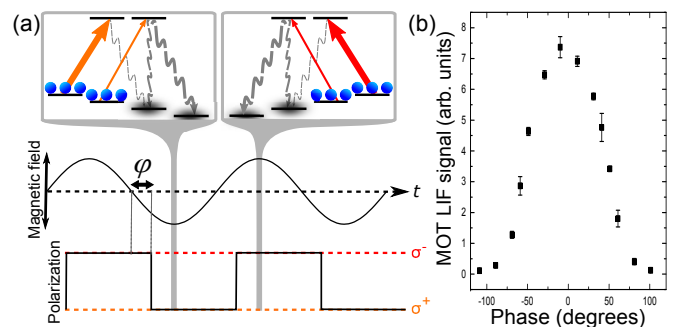 (a)
Magnetic field
φ
t
Polarization
σ-
σ+
(b)
MOT LIF signal (arb. units)
8
7
6
5
4
3
2
1
0
-100
-50
0
50
100
Phase (degrees)